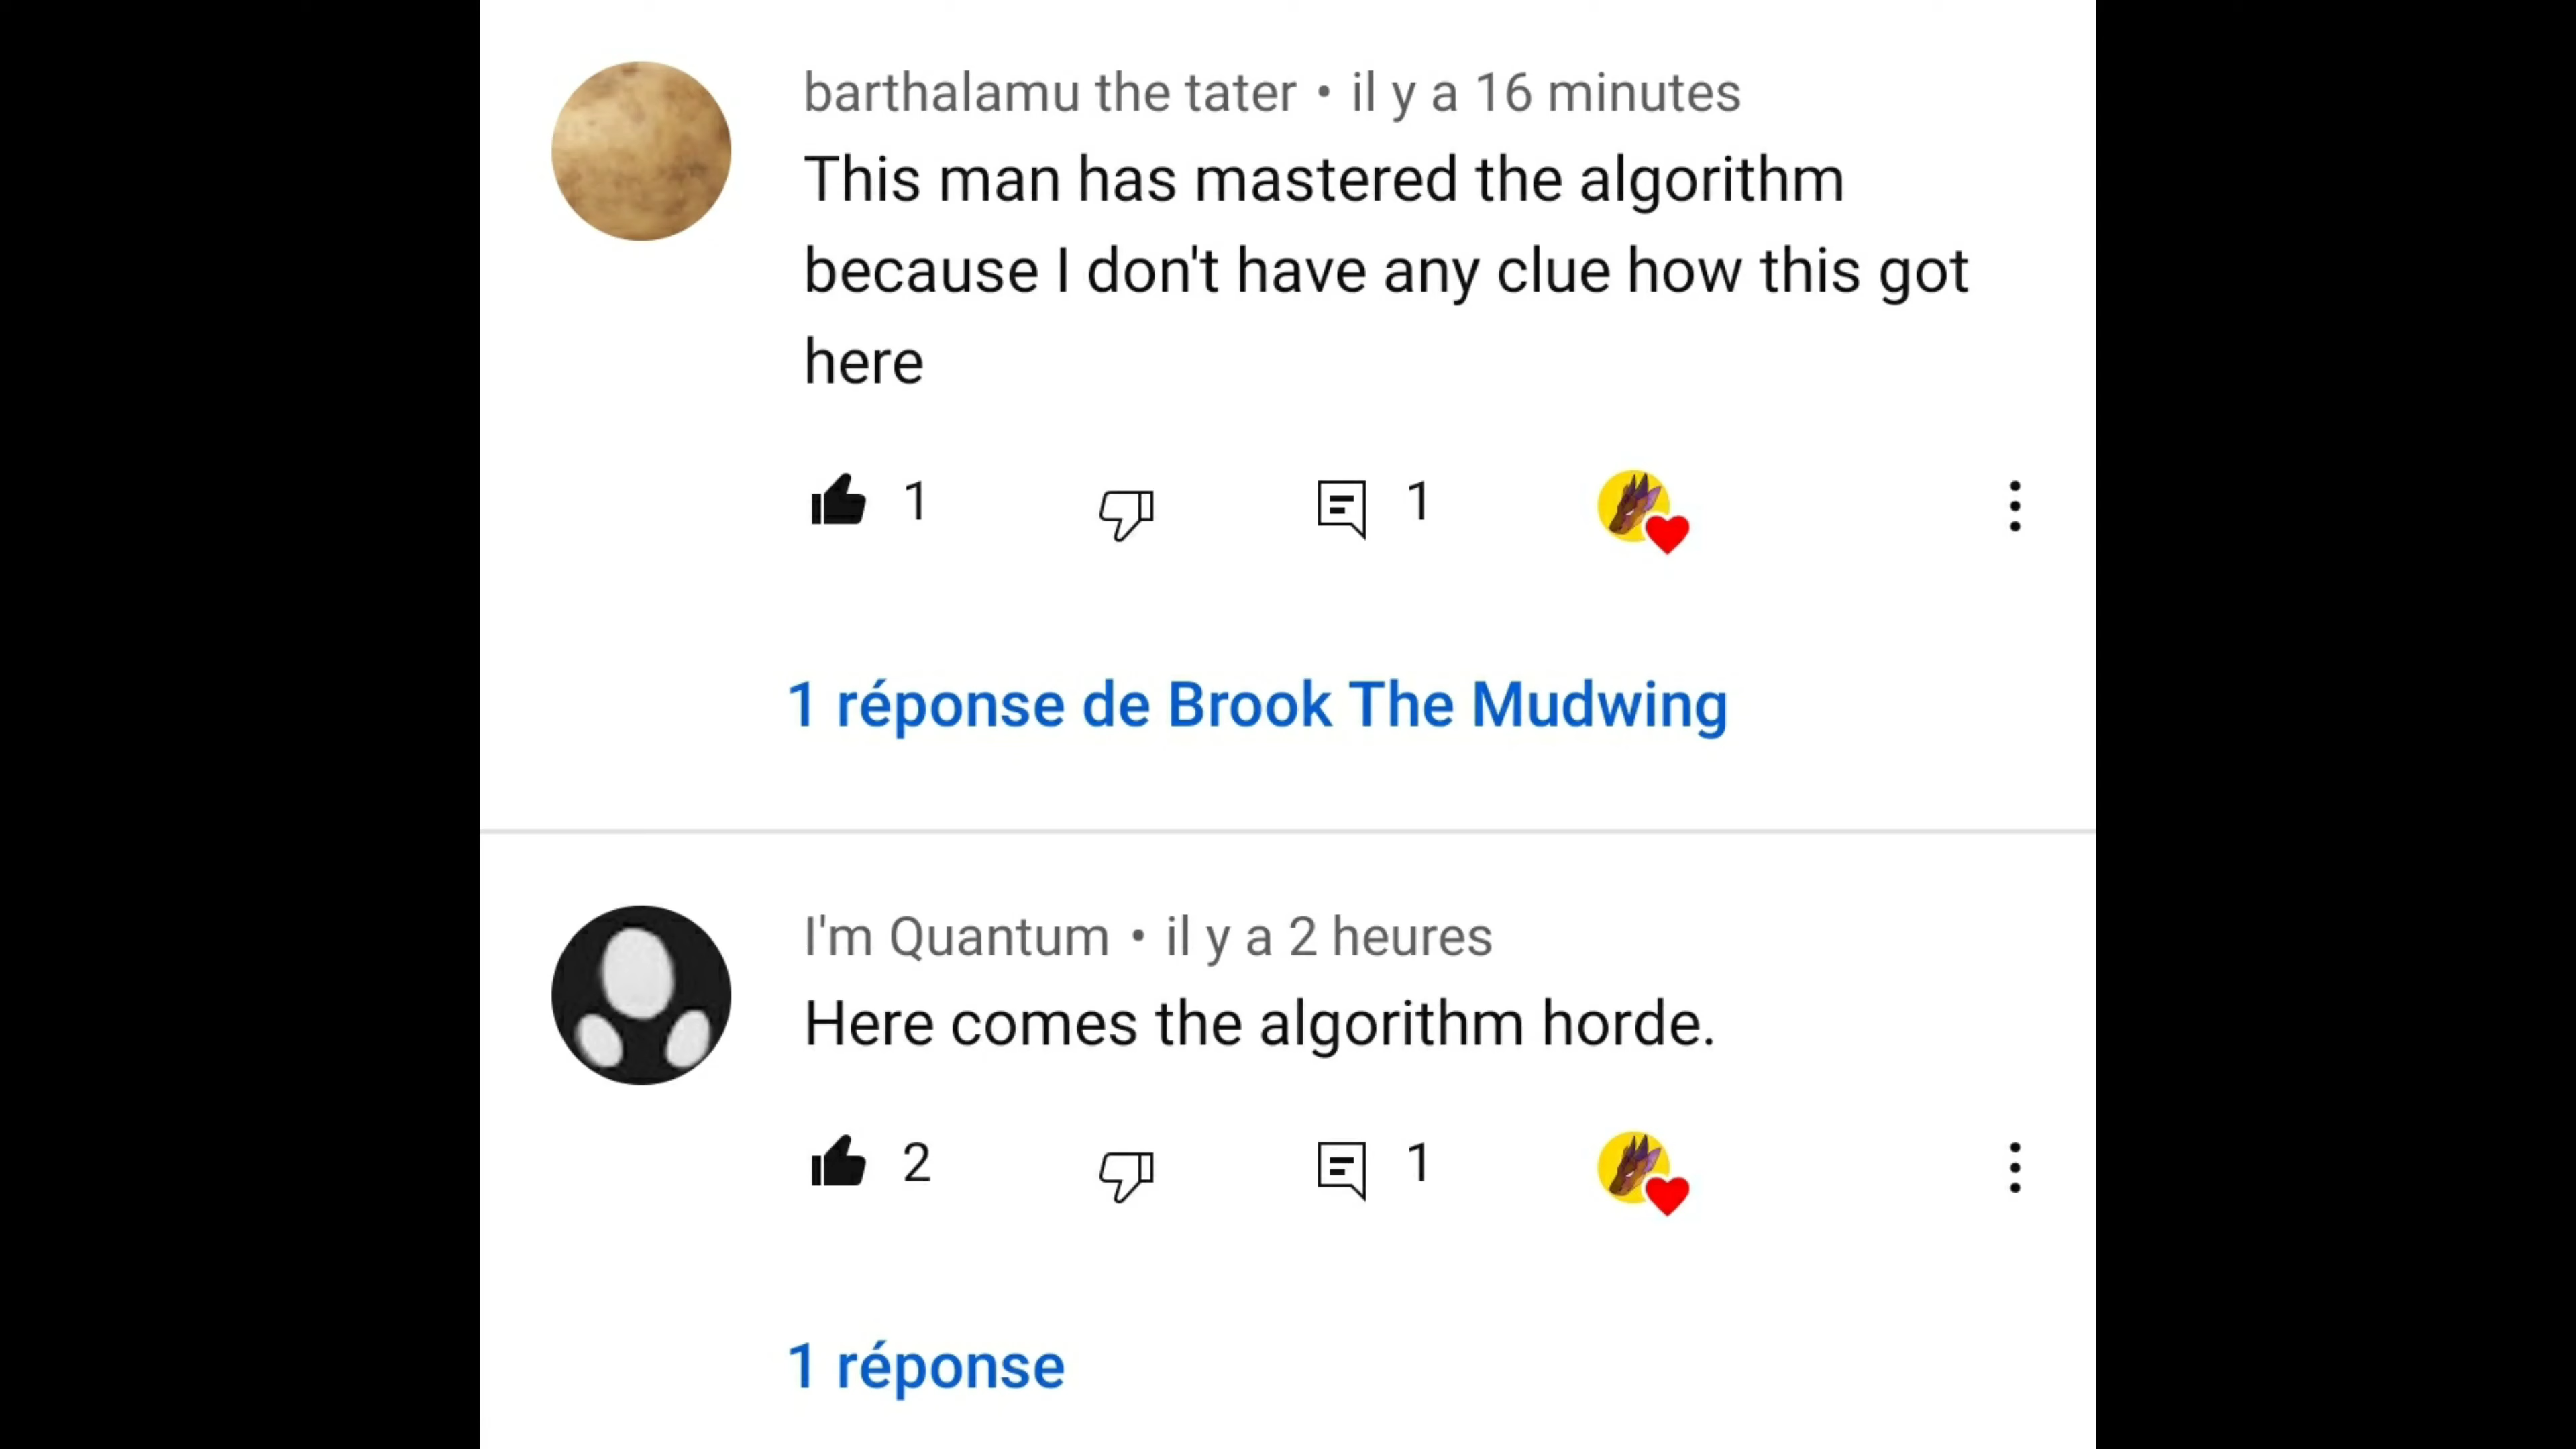 barthalamu the tater • il y a 16 minutes
This man has mastered the algorithm
because I don't have any clue how this got
here
1 1
1 réponse de Brook The Mudwing
I'm Quantum • il y a 2 heures
Here comes the algorithm horde.
2 1
1 réponse